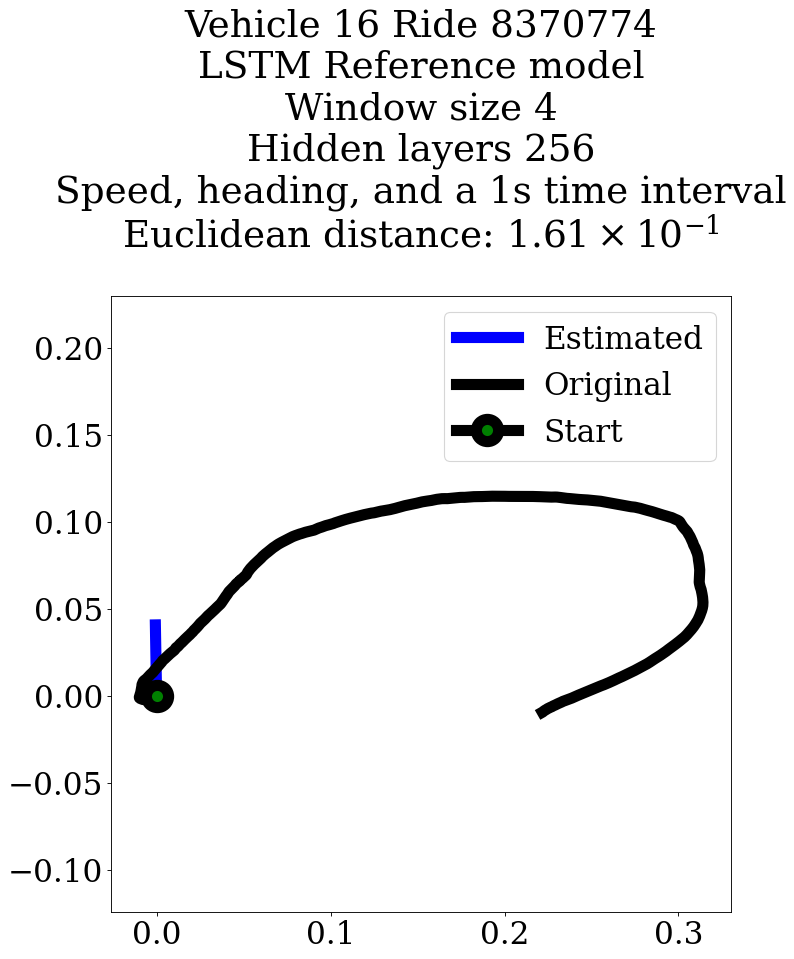 Vehicle 16 Ride 8370774
LSTM Reference model
Window size 4
Hidden layers 256
Speed, heading, and a 1s time interval
Euclidean distance: 1.61 × 10⁻¹
Estimated
Original
Start
0.20
0.15
0.10
0.05
0.00
−0.05
−0.10
0.0 0.1 0.2 0.3